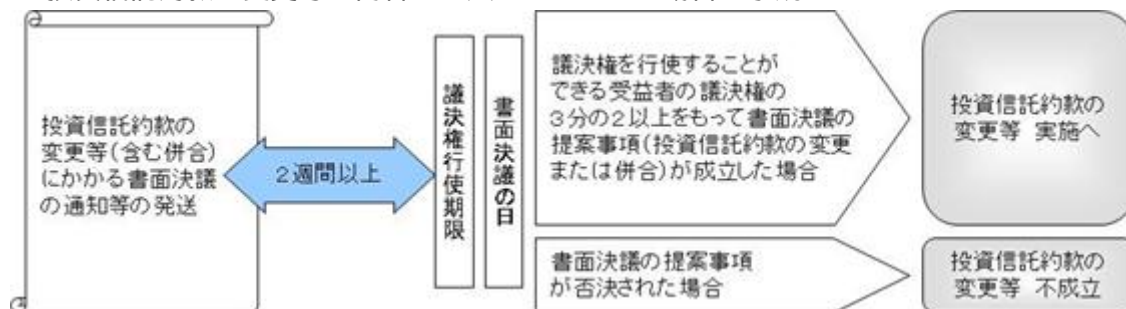 投資信託約款の
変更等（含む併合）
にかかる書面決議
の通知等の発送
２週間以上
議決権行使期限
書面決議の日
議決権を行使することが
できる受益者の議決権の
３分の２以上をもって書面決議の
提案事項（投資信託約款の変更
または併合）が成立した場合
投資信託約款の
変更等 実施へ
書面決議の提案事項
が否決された場合
投資信託約款の
変更等 不成立